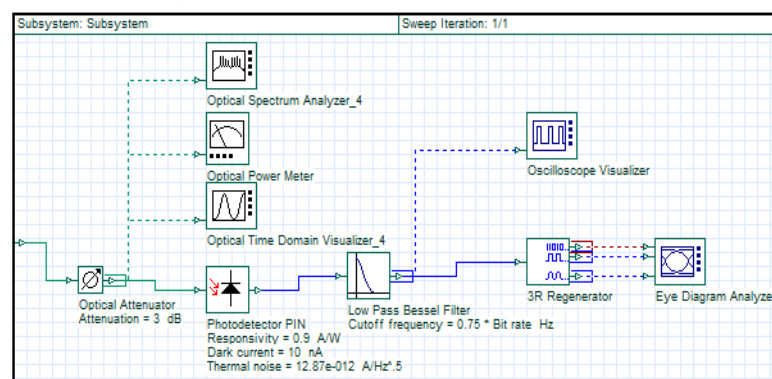 Subsystem: Subsystem
Sweep Iteration: 1/1
Optical Spectrum Analyzer_4
Optical Power Meter
Oscilloscope Visualizer
Optical Time Domain Visualizer_4
Optical Attenuator
Attenuation = 3 dB
Photodetector PIN
Responsivity = 0.9 A/W
Dark current = 10 nA
Thermal noise = 12.87e-012 A/Hz^.5
Low Pass Bessel Filter
Cutoff frequency = 0.75 * Bit rate Hz
3R Regenerator
Eye Diagram Analyze